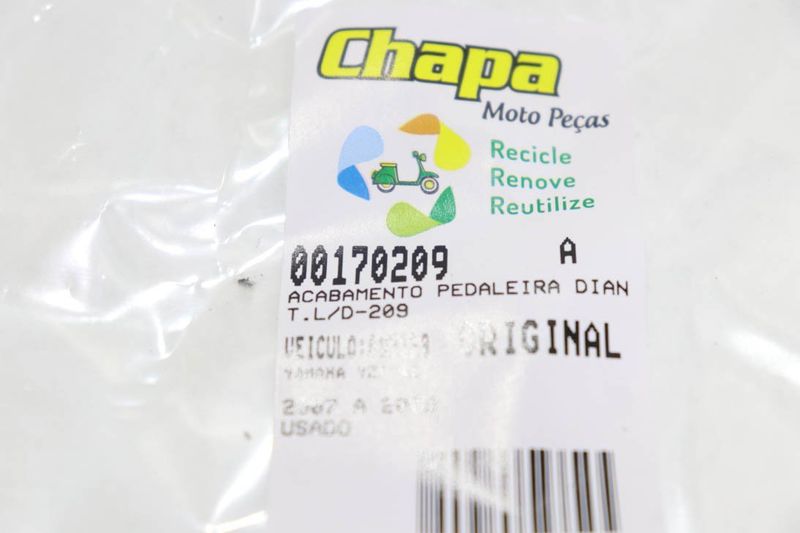 Chapa
Moto Peças
Recicle
Renove
Reutilize
00170209 A
ACABAMENTO PEDALEIRA DIAN
T.L/D-209
VEICULO: ORIGINAL
YAMAHA
A
USADO